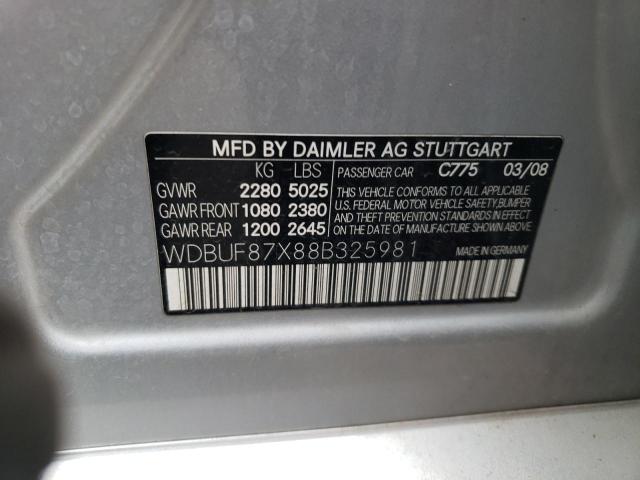 MFD BY DAIMLER AG STUTTGART
KG LBS PASSENGER CAR C775 03/08
GVWR 2280 5025 THIS VEHICLE CONFORMS TO ALL APPLICABLE
GAWR FRONT 1080 2380 U.S. FEDERAL MOTOR VEHICLE SAFETY,BUMPER
GAWR REAR 1200 2645 AND THEFT PREVENTION STANDARDS IN EFFECT
ON THE DATE OF MANUFACTURE SHOWN ABOVE.
WDBUF87X88B325981 MADE IN GERMANY